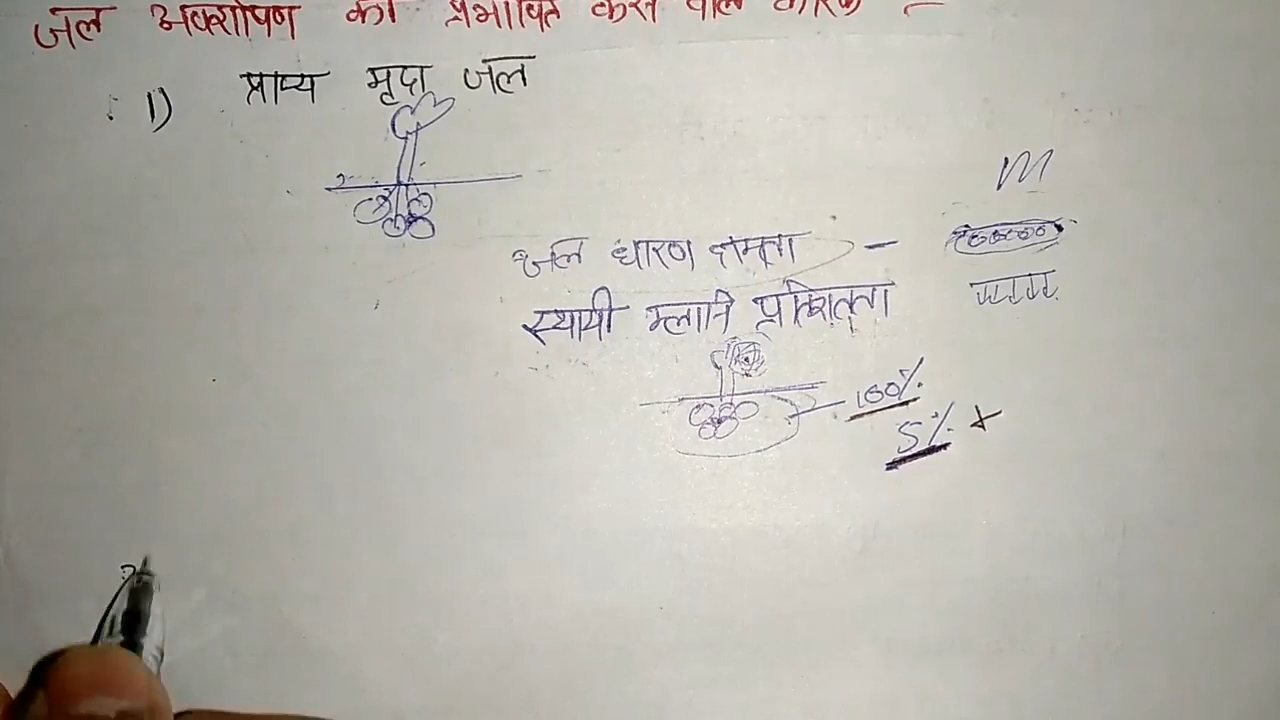 जल अवशोषण को प्रभावित करने वाले कारक :-
1) प्राप्य मृदा जल
जल धारण क्षमता -
स्थायी म्लानि प्रतिशतता
100%
5% x